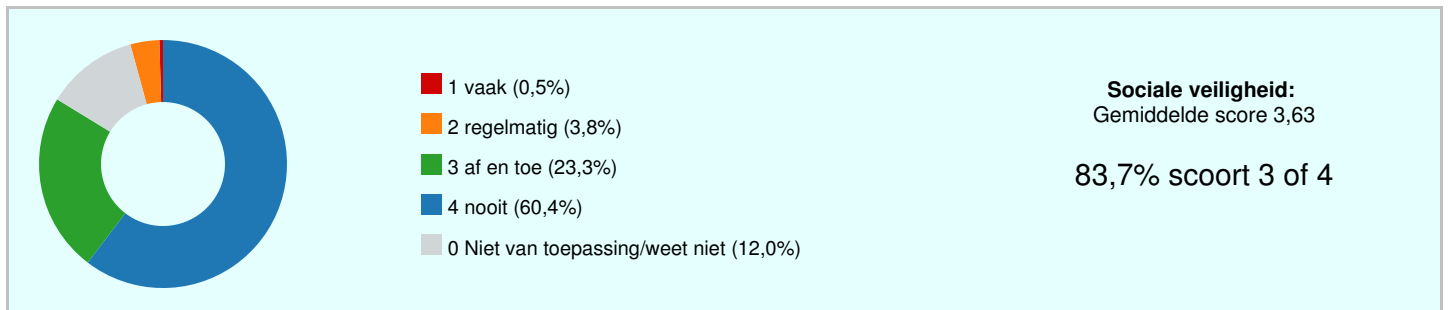 1 vaak (0,5%)
2 regelmatig (3,8%)
3 af en toe (23,3%)
4 nooit (60,4%)
0 Niet van toepassing/weet niet (12,0%)
Sociale veiligheid:
Gemiddelde score 3,63
83,7% scoort 3 of 4